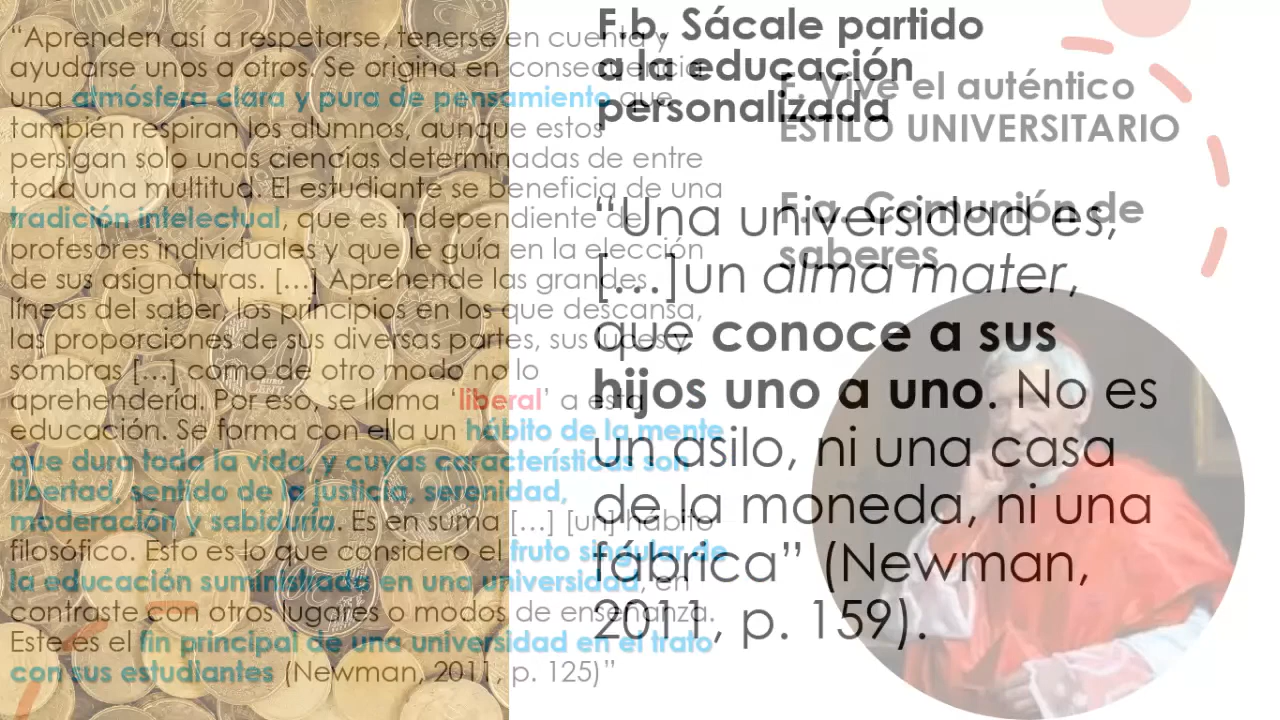 “Aprenden así a respetarse, tenerse en cuenta y
ayudarse unos a otros. Se origina en consecuencia
una atmósfera clara y pura de pensamiento que
también respiran los alumnos, aunque estos
persigan solo unas ciencias determinadas de entre
toda una multitud. El estudiante se beneficia de una
tradición intelectual, que es independiente de
profesores individuales y que le guía en la elección
de sus asignaturas. […] Aprehende las grandes
líneas del saber, los principios en los que descansa,
las proporciones de sus diversas partes, sus luces y
sombras […] como de otro modo no lo
aprehendería. Por eso, se llama ‘liberal’ a esta
educación. Se forma con ella un hábito de la mente
que dura toda la vida, y cuyas características son
libertad, sentido de la justicia, serenidad,
moderación y sabiduría. Es en suma […] [un] hábito
filosófico. Esto es lo que considero el fruto singular de
la educación suministrada en una universidad, en
contraste con otros lugares o modos de enseñanza.
Este es el fin principal de una universidad en el trato
con sus estudiantes (Newman, 2011, p. 125)”
F.b. Sácale partido
a la educación
personalizada
F. Vive el auténtico
ESTILO UNIVERSITARIO
F.a. Comunión de
saberes
“Una universidad es,
[…]un alma mater,
que conoce a sus
hijos uno a uno. No es
un asilo, ni una casa
de la moneda, ni una
fábrica” (Newman,
2011, p. 159).